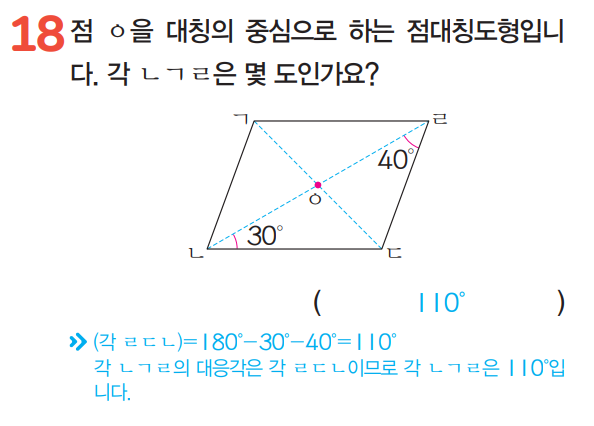 18 점 ㅇ을 대칭의 중심으로 하는 점대칭도형입니
다. 각 ㄴㄱㄹ은 몇 도인가요?
ㄱ ㄹ
40°
ㅇ
30°
ㄴ ㄷ
( 110° )
≫ (각 ㄹㄷㄴ)=180°-30°-40°=110°
각 ㄴㄱㄹ의 대응각은 각 ㄹㄷㄴ이므로 각 ㄴㄱㄹ은 110°입
니다.